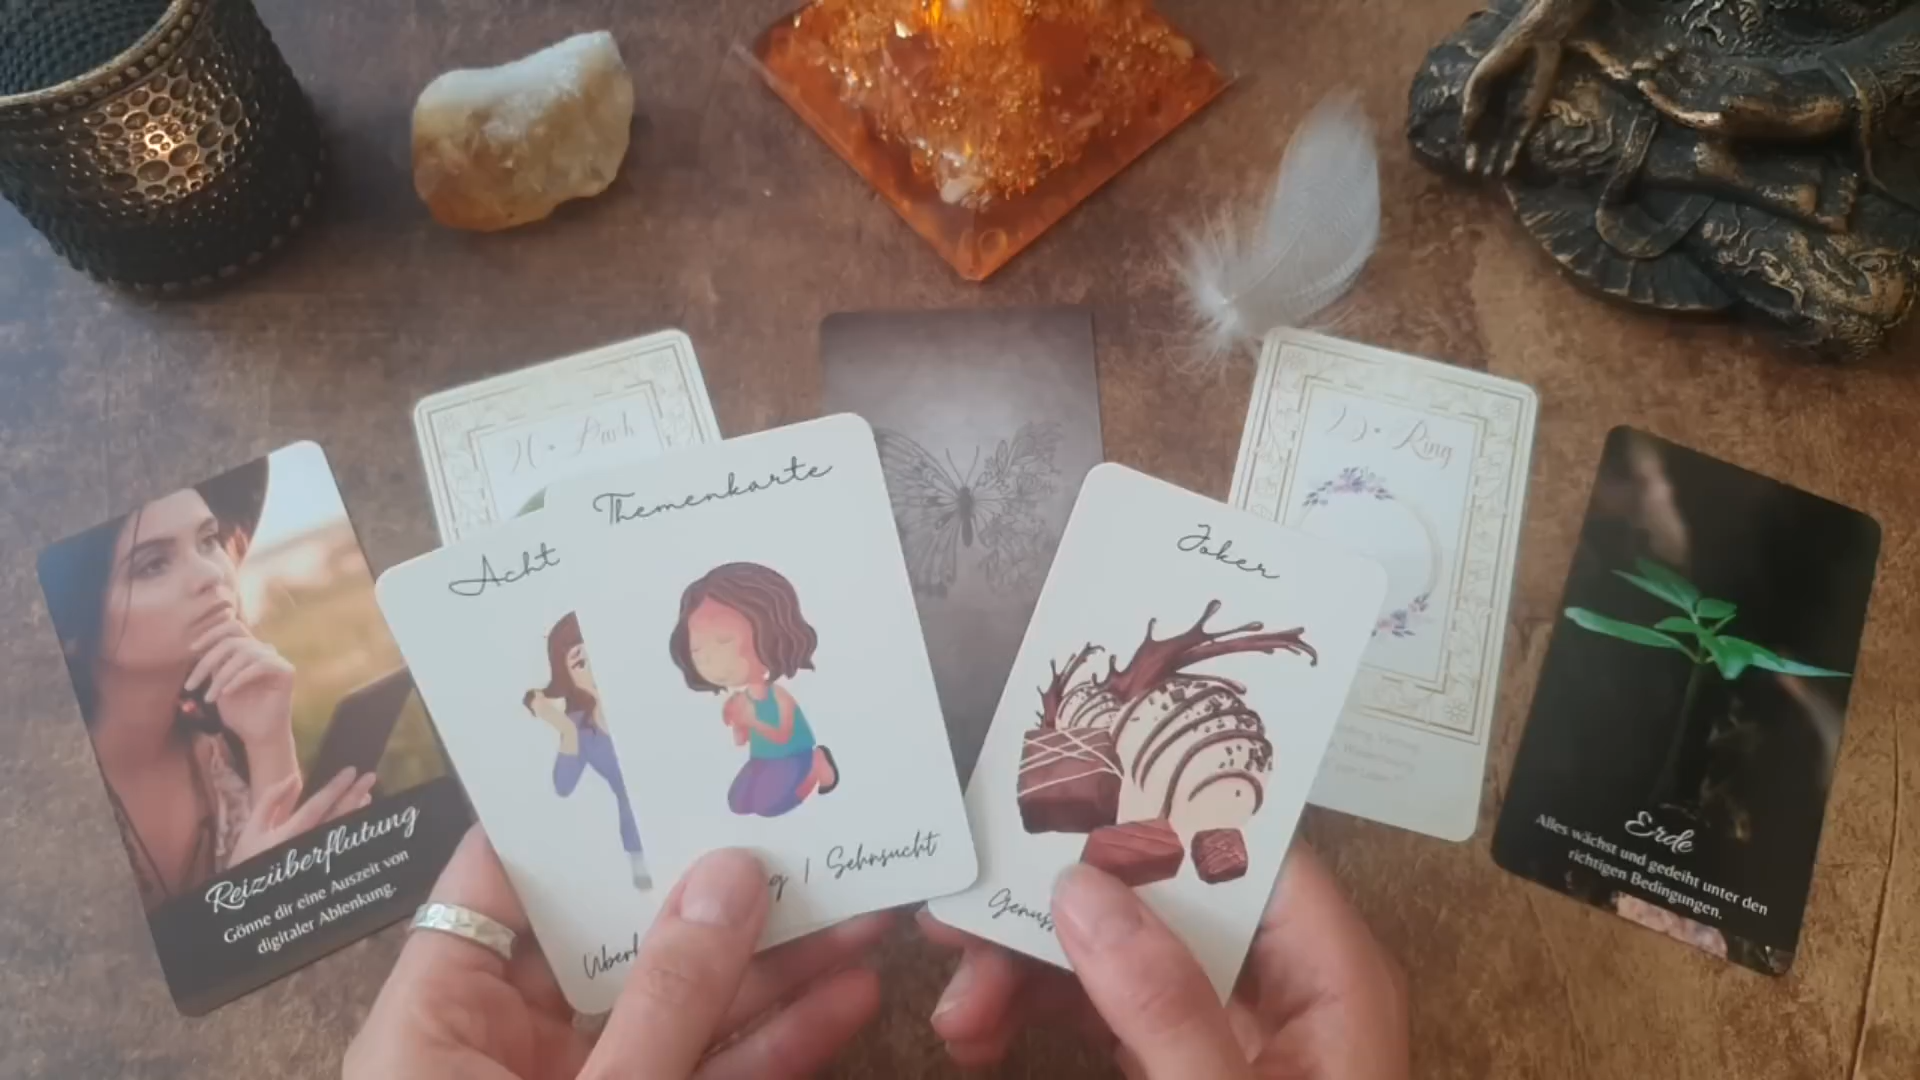 Reizüberflutung
Gönne dir eine Auszeit von
digitaler Ablenkung.
Acht
Themenkarte
| Sehnsucht
Joker
Ring
Erde
Alles wächst und gedeiht unter den
richtigen Bedingungen.